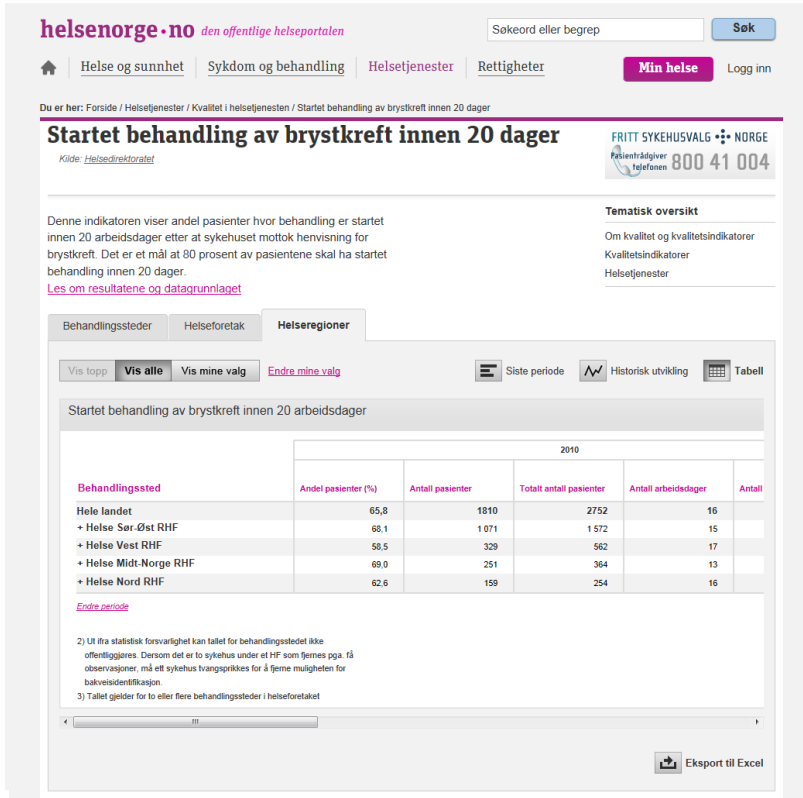 helsenorge·no den offentlige helseportalen
Søkeord eller begrep
Søk
Helse og sunnhet
Sykdom og behandling
Helsetjenester
Rettigheter
Min helse
Logg inn
Du er her: Forside / Helsetjenester / Kvalitet i helsetjenesten / Startet behandling av brystkreft innen 20 dager
Startet behandling av brystkreft innen 20 dager
Kilde: Helsedirektoratet
FRITT SYKEHUSVALG NORGE
Pasientrådgiver
telefonen 800 41 004
Denne indikatoren viser andel pasienter hvor behandling er startet
innen 20 arbeidsdager etter at sykehuset mottok henvisning for
brystkreft. Det er et mål at 80 prosent av pasientene skal ha startet
behandling innen 20 dager.
Les om resultatene og datagrunnlaget
Tematisk oversikt
Om kvalitet og kvalitetsindikatorer
Kvalitetsindikatorer
Helsetjenester
Behandlingssteder
Helseforetak
Helseregioner
Vis topp
Vis alle
Vis mine valg
Endre mine valg
Siste periode
Historisk utvikling
Tabell
Startet behandling av brystkreft innen 20 arbeidsdager
2010
Behandlingssted Andel pasienter (%) Antall pasienter Totalt antall pasienter Antall arbeidsdager Antall
Hele landet 65,8 1810 2752 16
+ Helse Sør-Øst RHF 68,1 1 071 1 572 15
+ Helse Vest RHF 58,5 329 562 17
+ Helse Midt-Norge RHF 69,0 251 364 13
+ Helse Nord RHF 62,6 159 254 16
Endre periode
2) Ut ifra statistisk forsvarlighet kan tallet for behandlingsstedet ikke
offentliggjøres. Dersom det er to sykehus under et HF som fjernes pga. få
observasjoner, må ett sykehus tvangsprikkes for å fjerne muligheten for
bakveisidentifikasjon.
3) Tallet gjelder for to eller flere behandlingssteder i helseforetaket
Eksport til Excel